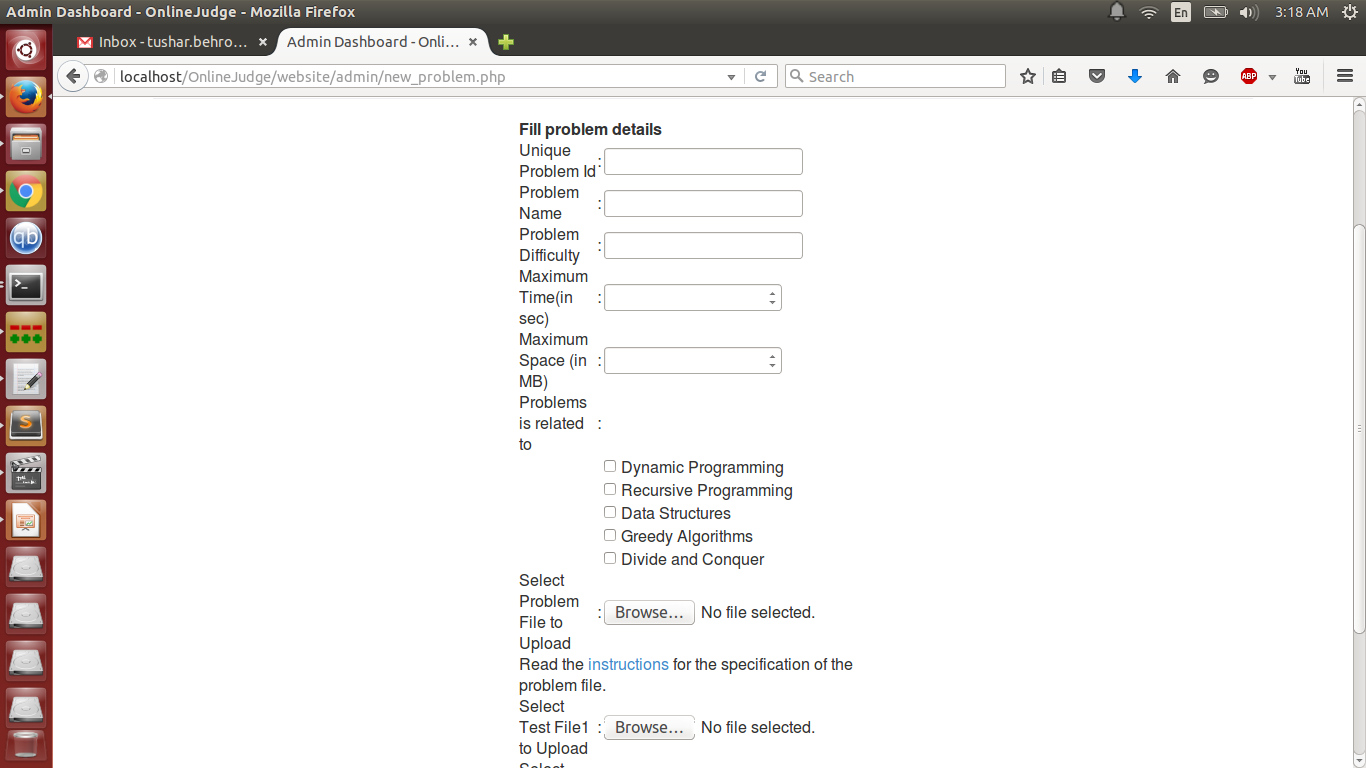 Admin Dashboard - OnlineJudge - Mozilla Firefox
En
3:18 AM
Inbox - tushar.behro...
Admin Dashboard - Onli...
localhost/OnlineJudge/website/admin/new_problem.php
Search
ABP
You
Tube
Fill problem details
Unique
Problem Id :
Problem
Name :
Problem
Difficulty :
Maximum
Time(in :
sec)
Maximum
Space (in :
MB)
Problems
is related :
to
Dynamic Programming
Recursive Programming
Data Structures
Greedy Algorithms
Divide and Conquer
Select
Problem
File to : Browse... No file selected.
Upload
Read the instructions for the specification of the
problem file.
Select
Test File1 : Browse... No file selected.
to Upload
Select
qb
>_
S